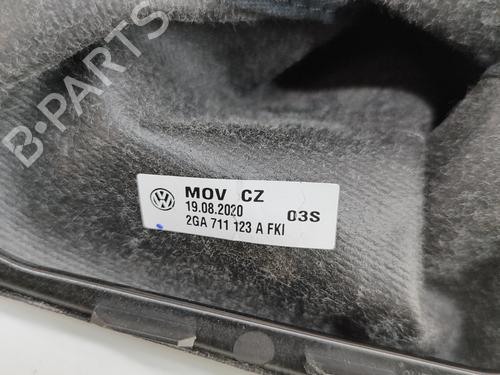 B-PARTS
MOV CZ
19.08.2020 03S
2GA 711 123 A FKI